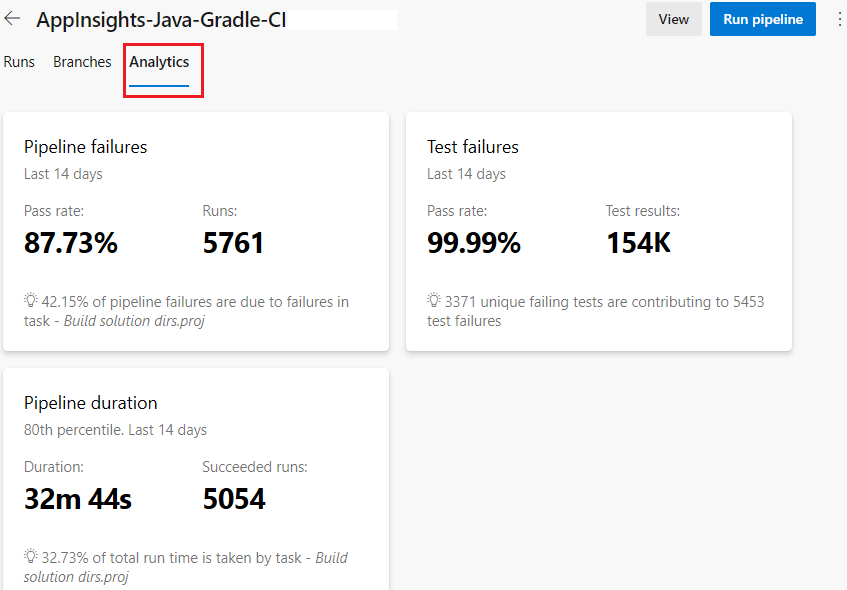 AppInsights-Java-Gradle-CI
View
Run pipeline
Runs
Branches
Analytics
Pipeline failures
Last 14 days
Pass rate:
Runs:
87.73%
5761
42.15% of pipeline failures are due to failures in
task - Build solution dirs.proj
Test failures
Last 14 days
Pass rate:
Test results:
99.99%
154K
3371 unique failing tests are contributing to 5453
test failures
Pipeline duration
80th percentile. Last 14 days
Duration:
Succeeded runs:
32m 44s
5054
32.73% of total run time is taken by task - Build
solution dirs.proj